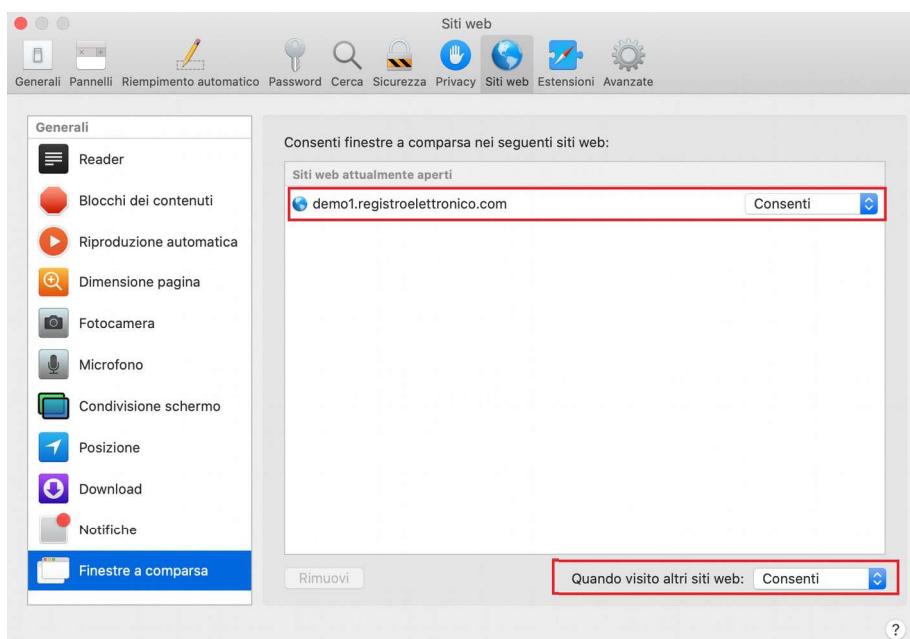 Siti web
Generali Pannelli Riempimento automatico Password Cerca Sicurezza Privacy Siti web Estensioni Avanzate
Generali
Reader
Blocchi dei contenuti
Riproduzione automatica
Dimensione pagina
Fotocamera
Microfono
Condivisione schermo
Posizione
Download
Notifiche
Finestre a comparsa
Consenti finestre a comparsa nei seguenti siti web:
Siti web attualmente aperti
demo1.registroelettronico.com Consenti
Rimuovi Quando visito altri siti web: Consenti
?